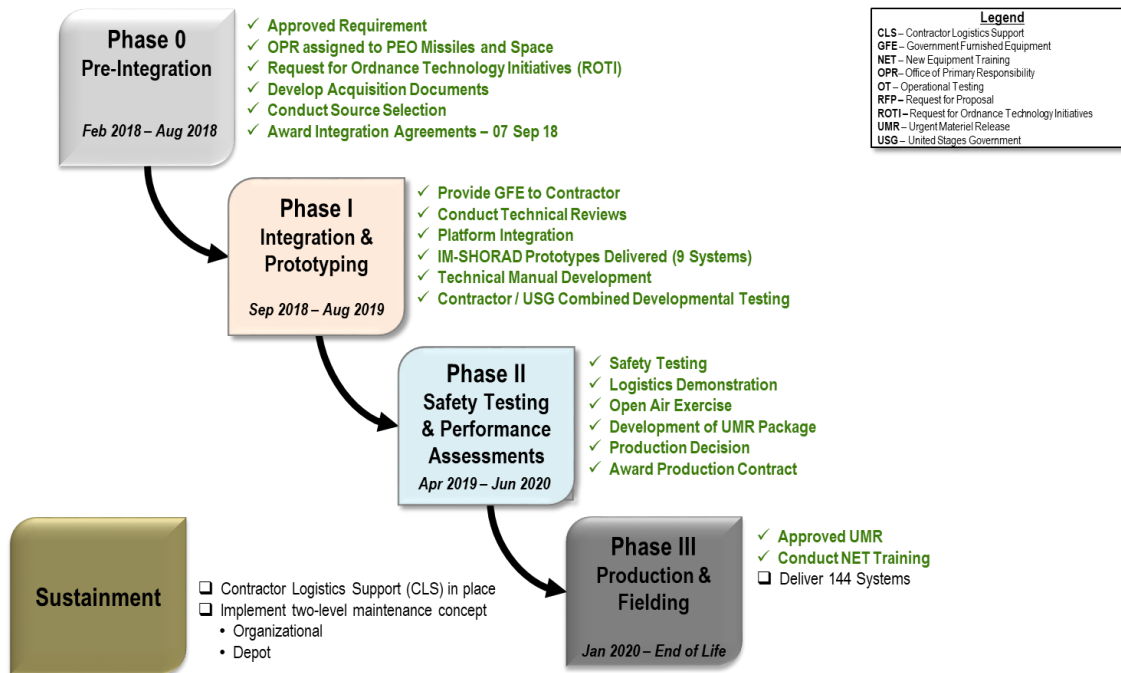 Phase 0
Pre-Integration
Feb 2018 – Aug 2018
✓ Approved Requirement
✓ OPR assigned to PEO Missiles and Space
✓ Request for Ordnance Technology Initiatives (ROTI)
✓ Develop Acquisition Documents
✓ Conduct Source Selection
✓ Award Integration Agreements – 07 Sep 18
Legend
CLS – Contractor Logistics Support
GFE – Government Furnished Equipment
NET – New Equipment Training
OPR – Office of Primary Responsibility
OT – Operational Testing
RFP – Request for Proposal
ROTI – Request for Ordnance Technology Initiatives
UMR – Urgent Materiel Release
USG – United Stages Government
Phase I
Integration &
Prototyping
Sep 2018 – Aug 2019
✓ Provide GFE to Contractor
✓ Conduct Technical Reviews
✓ Platform Integration
✓ IM-SHORAD Prototypes Delivered (9 Systems)
✓ Technical Manual Development
✓ Contractor / USG Combined Developmental Testing
Phase II
Safety Testing
& Performance
Assessments
Apr 2019 – Jun 2020
✓ Safety Testing
✓ Logistics Demonstration
✓ Open Air Exercise
✓ Development of UMR Package
✓ Production Decision
✓ Award Production Contract
Phase III
Production &
Fielding
Jan 2020 – End of Life
✓ Approved UMR
✓ Conduct NET Training
❑ Deliver 144 Systems
Sustainment
❑ Contractor Logistics Support (CLS) in place
❑ Implement two-level maintenance concept
• Organizational
• Depot